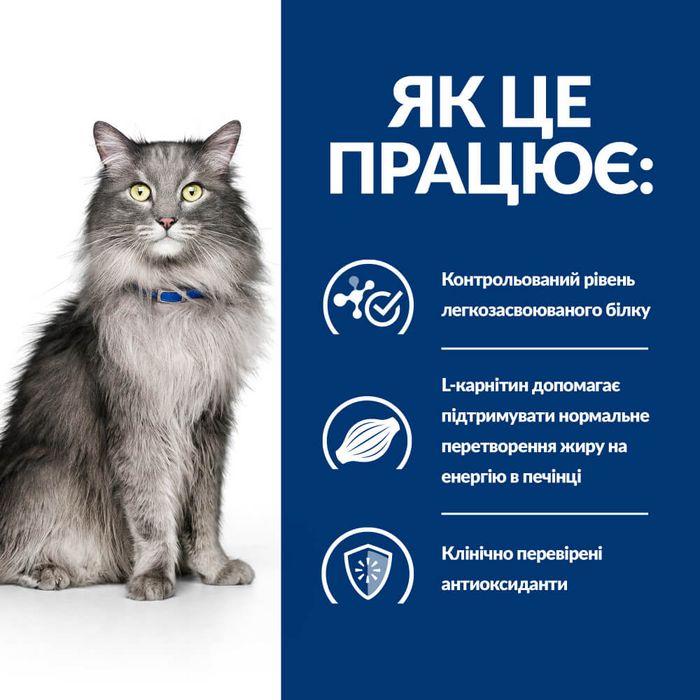 ЯК ЦЕ
ПРАЦЮЄ:
Контрольований рівень
легкозасвоюваного білку
L-карнітин допомагає
підтримувати нормальне
перетворення жиру на
енергію в печінці
Клінічно перевірені
антиоксиданти